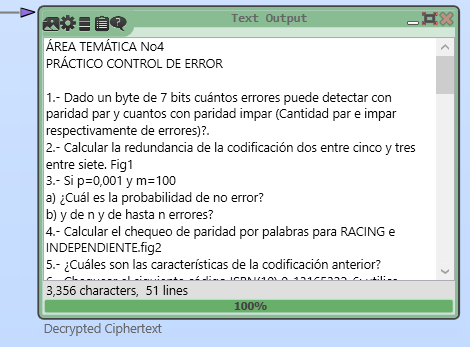 Text Output
ÁREA TEMÁTICA No4
PRÁCTICO CONTROL DE ERROR
1.- Dado un byte de 7 bits cuántos errores puede detectar con
paridad par y cuantos con paridad impar (Cantidad par e impar
respectivamente de errores)?.
2.- Calcular la redundancia de la codificación dos entre cinco y tres
entre siete. Fig1
3.- Si p=0,001 y m=100
a) ¿Cuál es la probabilidad de no error?
b) y de n y de hasta n errores?
4.- Calcular el chequeo de paridad por palabras para RACING e
INDEPENDIENTE.fig2
5.- ¿Cuáles son las características de la codificación anterior?
3,356 characters, 51 lines
100%
Decrypted Ciphertext